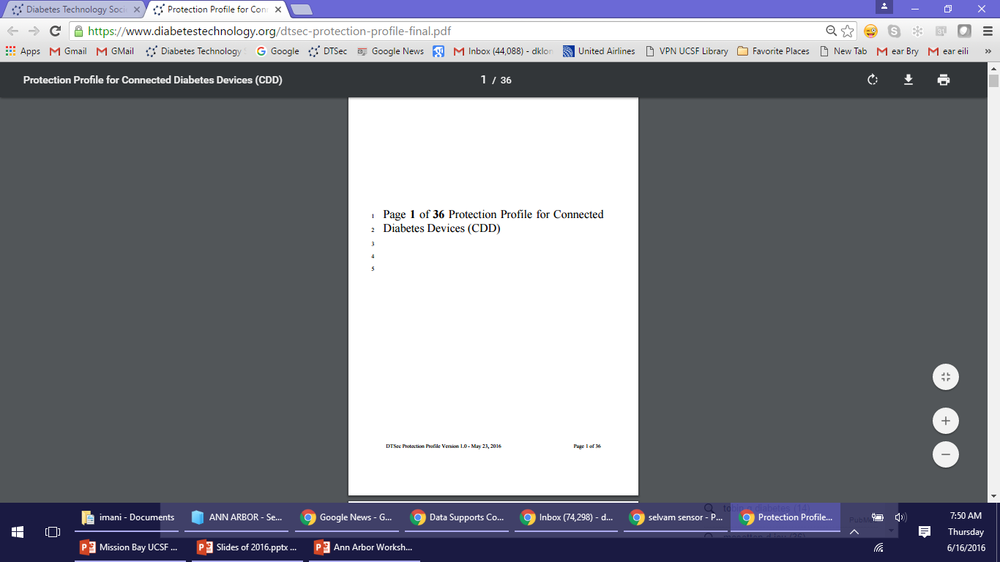 Diabetes Technology Soci
Protection Profile for Con
https://www.diabetestechnology.org/dtsec-protection-profile-final.pdf
Apps
Gmail
GMail
Diabetes Technology
Google
DTSec
Google News
Inbox (44,088) - dklon
United Airlines
VPN UCSF Library
Favorite Places
New Tab
ear Bry
ear eili
»
Protection Profile for Connected Diabetes Devices (CDD)
1 / 36
1 Page 1 of 36 Protection Profile for Connected
2 Diabetes Devices (CDD)
3
4
5
DTSec Protection Profile Version 1.0 - May 23, 2016 Page 1 of 36
imani - Documents
ANN ARBOR - Se...
Google News - G...
Data Supports Co...
Inbox (74,298) - d...
selvam sensor - P...
Protection Profile...
7:50 AM
Thursday
6/16/2016
Mission Bay UCSF ...
Slides of 2016.pptx ...
Ann Arbor Worksh...